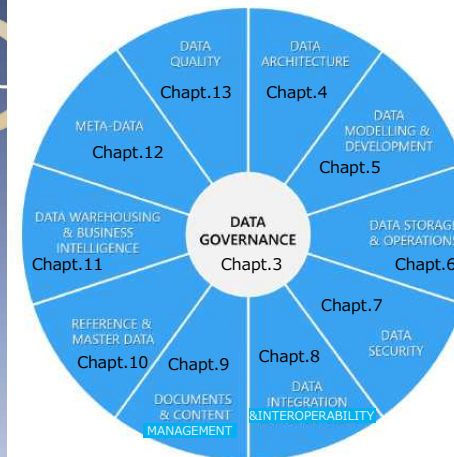 DATA
QUALITY
Chapt.13
DATA
ARCHITECTURE
Chapt.4
DATA
MODELLING &
DEVELOPMENT
Chapt.5
META-DATA
Chapt.12
DATA WAREHOUSING
& BUSINESS
INTELLIGENCE
Chapt.11
DATA
GOVERNANCE
Chapt.3
DATA STORAGE
& OPERATIONS
Chapt.6
Chapt.7
DATA
SECURITY
REFERENCE &
MASTER DATA
Chapt.10
Chapt.9
DOCUMENTS
& CONTENT
MANAGEMENT
Chapt.8
DATA
INTEGRATION
&INTEROPERABILITY